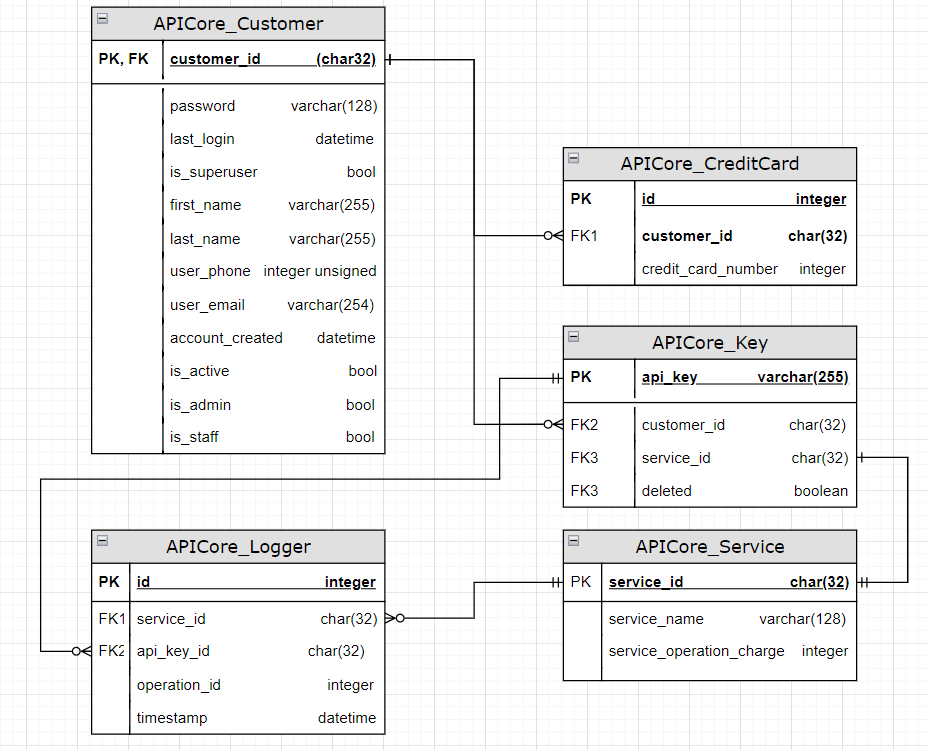 APICore_Customer
PK, FK customer_id (char32)
password varchar(128)
last_login datetime
is_superuser bool
first_name varchar(255)
last_name varchar(255)
user_phone integer unsigned
user_email varchar(254)
account_created datetime
is_active bool
is_admin bool
is_staff bool
APICore_CreditCard
PK id integer
FK1 customer_id char(32)
credit_card_number integer
APICore_Key
PK api_key varchar(255)
FK2 customer_id char(32)
FK3 service_id char(32)
FK3 deleted boolean
APICore_Logger
PK id integer
FK1 service_id char(32)
FK2 api_key_id char(32)
operation_id integer
timestamp datetime
APICore_Service
PK service_id char(32)
service_name varchar(128)
service_operation_charge integer